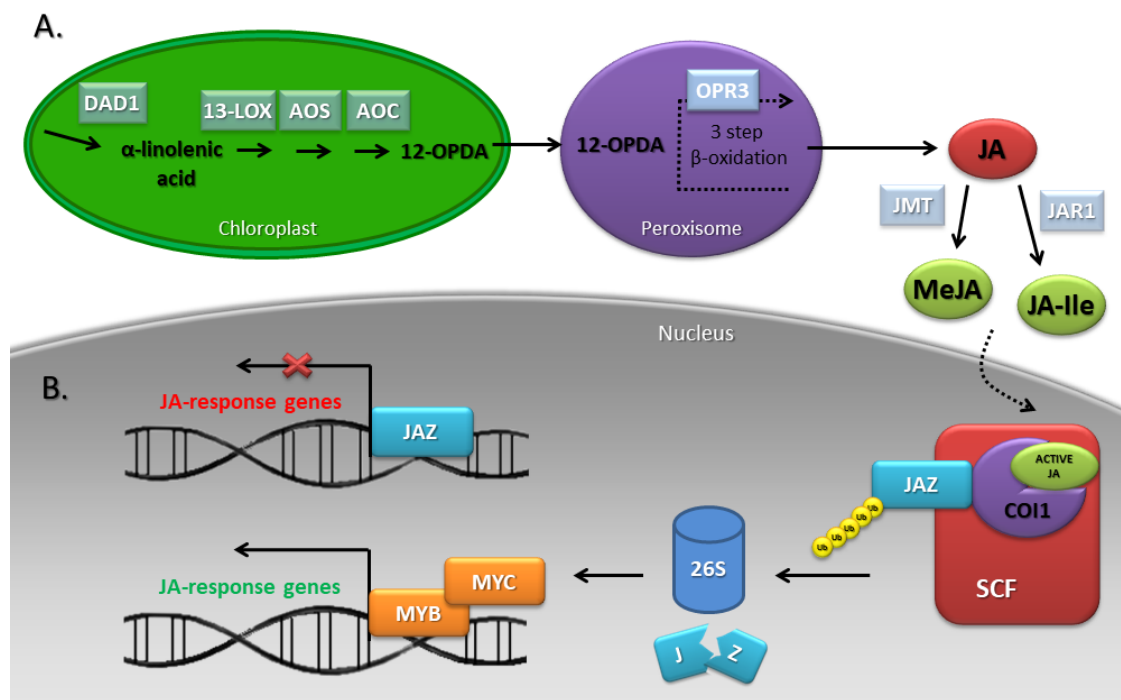 A.
DAD1
13-LOX
AOS
AOC
α-linolenic
acid
12-OPDA
Chloroplast
12-OPDA
OPR3
3 step
β-oxidation
Peroxisome
JA
JMT
JAR1
MeJA
JA-Ile
Nucleus
B.
JA-response genes
JAZ
JAZ
ACTIVE
JA
COI1
Ub
Ub
Ub
Ub
Ub
SCF
26S
J
Z
JA-response genes
MYC
MYB